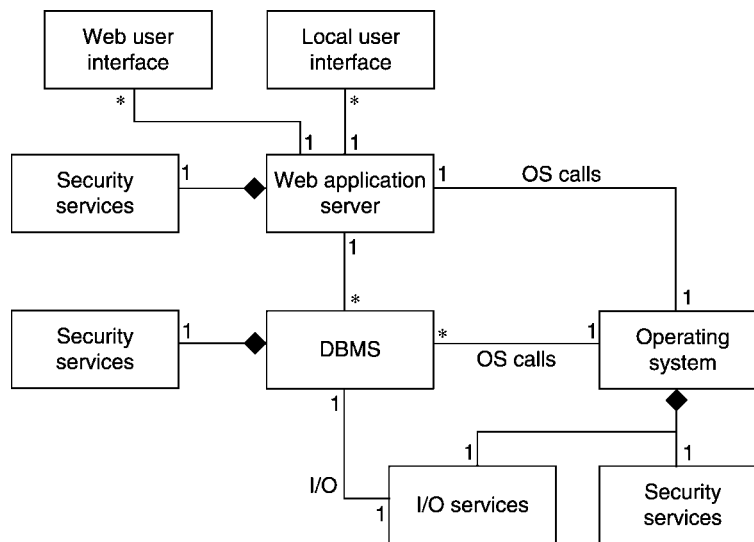 Web user
interface
Local user
interface
*
*
1
1
Security
services
1
Web application
server
1
OS calls
1
*
1
Security
services
1
DBMS
*
OS calls
1
Operating
system
1
1
1
I/O
1
I/O services
Security
services